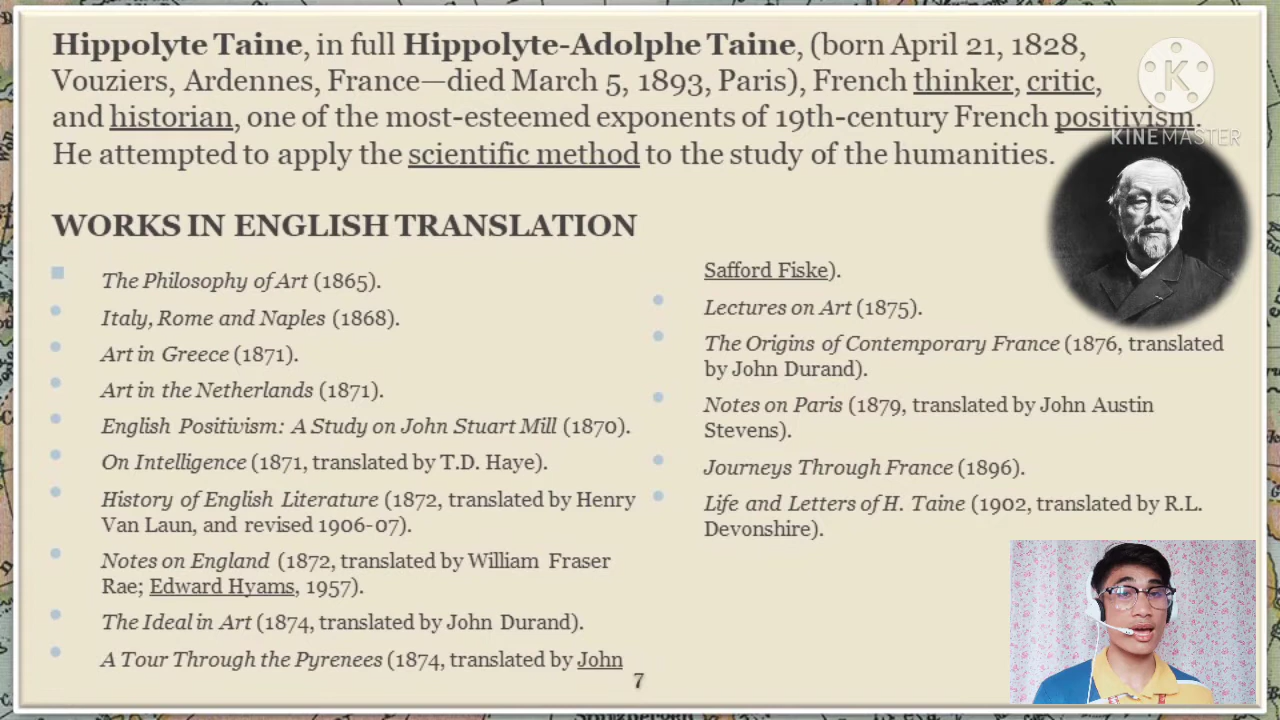 Hippolyte Taine, in full Hippolyte-Adolphe Taine, (born April 21, 1828,
Vouziers, Ardennes, France—died March 5, 1893, Paris), French thinker, critic,
and historian, one of the most-esteemed exponents of 19th-century French positivism.
He attempted to apply the scientific method to the study of the humanities.
K
KINEMASTER
WORKS IN ENGLISH TRANSLATION
The Philosophy of Art (1865).
Italy, Rome and Naples (1868).
Art in Greece (1871).
Art in the Netherlands (1871).
English Positivism: A Study on John Stuart Mill (1870).
On Intelligence (1871, translated by T.D. Haye).
History of English Literature (1872, translated by Henry
Van Laun, and revised 1906-07).
Notes on England (1872, translated by William Fraser
Rae; Edward Hyams, 1957).
The Ideal in Art (1874, translated by John Durand).
A Tour Through the Pyrenees (1874, translated by John
Safford Fiske).
Lectures on Art (1875).
The Origins of Contemporary France (1876, translated
by John Durand).
Notes on Paris (1879, translated by John Austin
Stevens).
Journeys Through France (1896).
Life and Letters of H. Taine (1902, translated by R.L.
Devonshire).
7